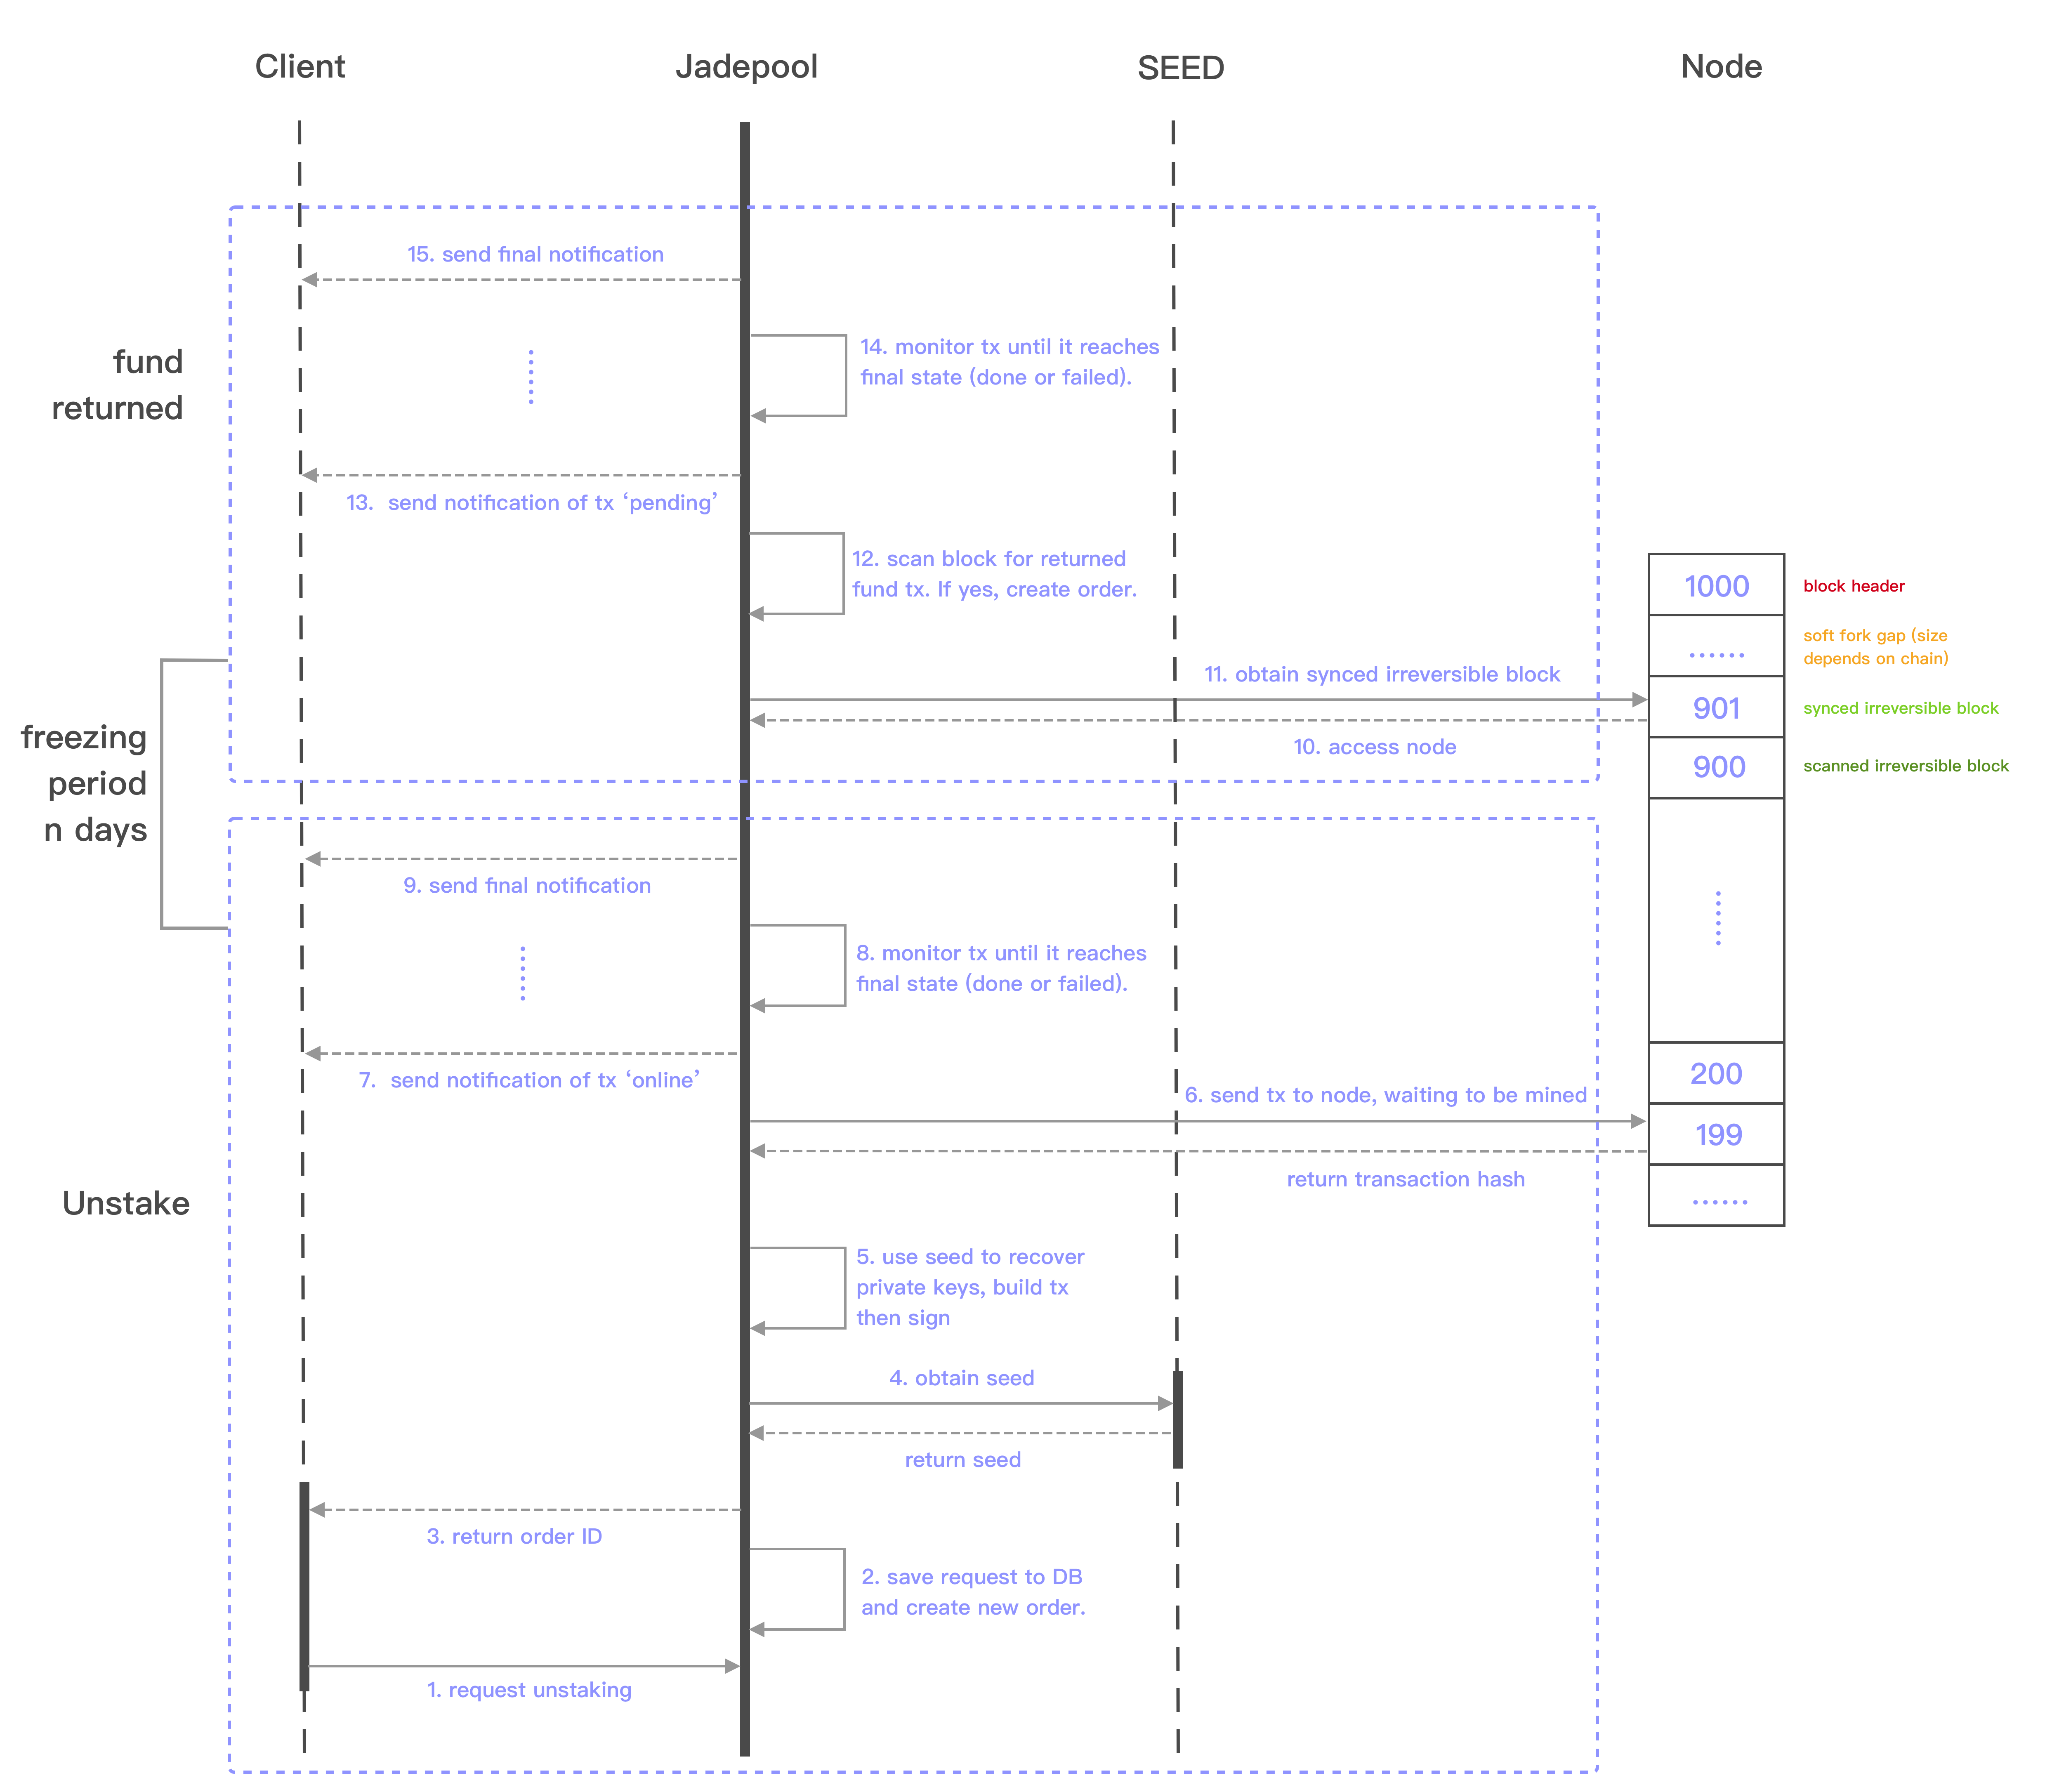 Client
Jadepool
SEED
Node
15. send final notification
14. monitor tx until it reaches
final state (done or failed).
fund
returned
13.  send notification of tx ‘pending’
12. scan block for returned
fund tx. If yes, create order.
1000
block header
......
soft fork gap (size
depends on chain)
11. obtain synced irreversible block
901
synced irreversible block
10. access node
900
scanned irreversible block
freezing
period
n days
9. send final notification
8. monitor tx until it reaches
final state (done or failed).
7.  send notification of tx ‘online’
200
6. send tx to node, waiting to be mined
199
return transaction hash
......
Unstake
5. use seed to recover
private keys, build tx
then sign
4. obtain seed
return seed
3. return order ID
2. save request to DB
and create new order.
1. request unstaking